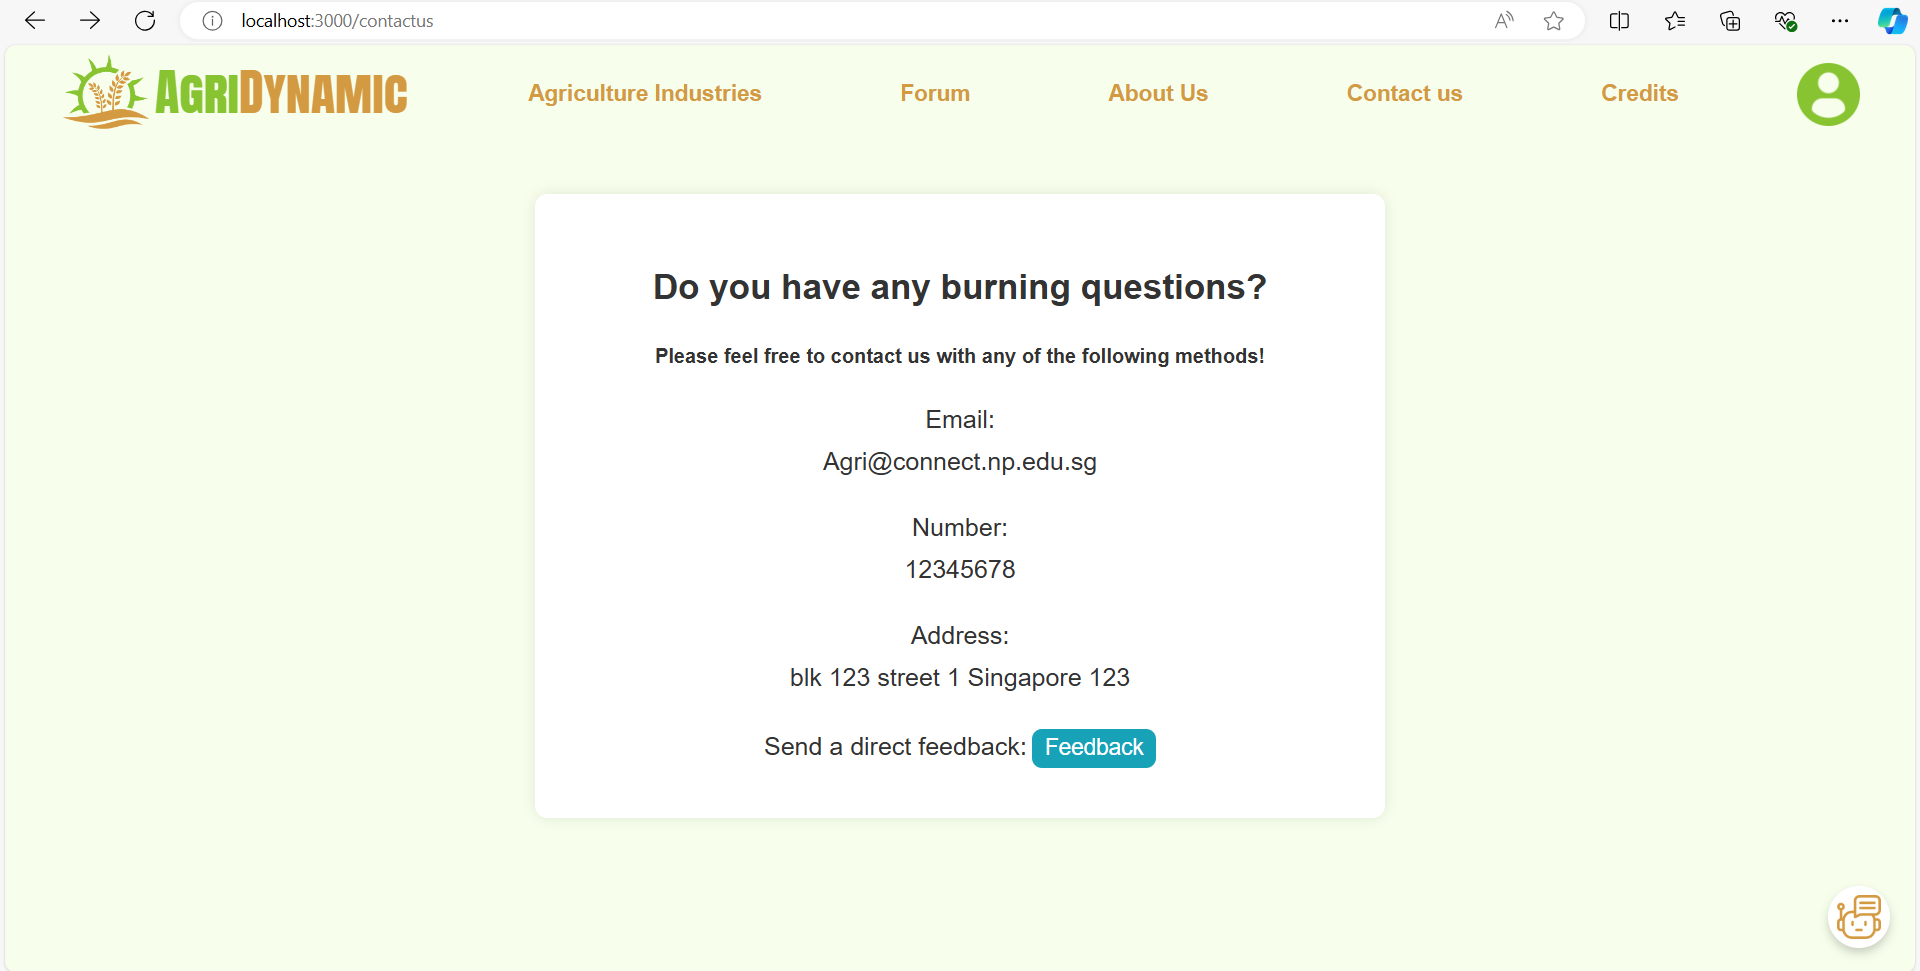 localhost:3000/contactus
AGRIDYNAMIC
Agriculture Industries
Forum
About Us
Contact us
Credits
Do you have any burning questions?
Please feel free to contact us with any of the following methods!
Email:
Agri@connect.np.edu.sg
Number:
12345678
Address:
blk 123 street 1 Singapore 123
Send a direct feedback: Feedback